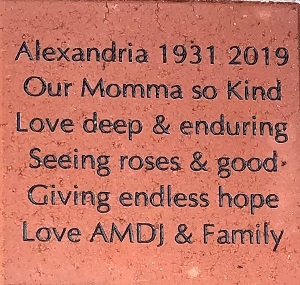 Alexandria 1931 2019
Our Momma so Kind
Love deep & enduring
Seeing roses & good
Giving endless hope
Love AMDJ & Family